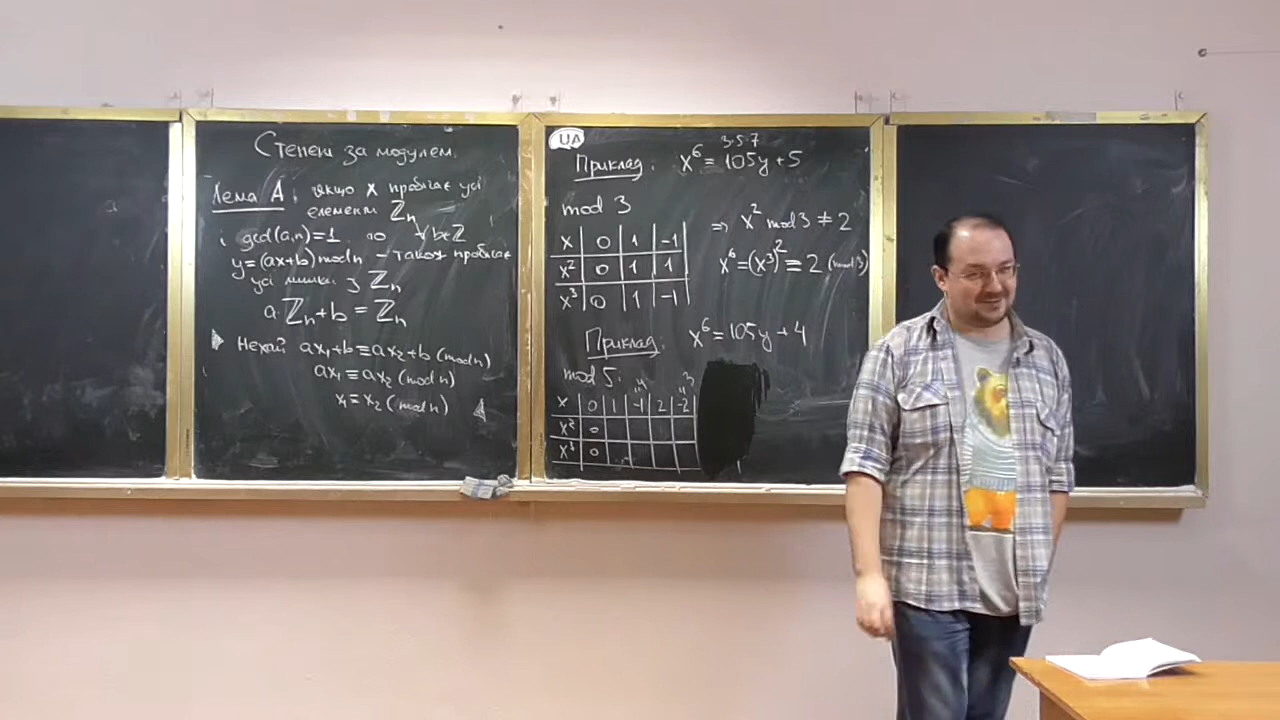 Степені за модулем.
Лема А: якщо x пробігає усі
елементи ℤn
і gcd(a,n)=1, то ∀b∈ℤ
y=(ax+b) mod n – також пробігає
усі лишки з ℤn
a ℤn + b = ℤn
Нехай ax₁+b≡ax₂+b (mod n)
ax₁≡ax₂ (mod n)
x₁≡x₂ (mod n)
UA
3·5·7
Приклад: x⁶=105y+5
mod 3
x 0 1 -1
x² 0 1 1
x³ 0 1 -1
⇒ x² mod 3 ≠ 2
x⁶=(x³)²≡2 (mod 3)
Приклад: x⁶=105y+4
mod 5:
4 3
x 0 1 -1 2 -2
x² 0
x³ 0